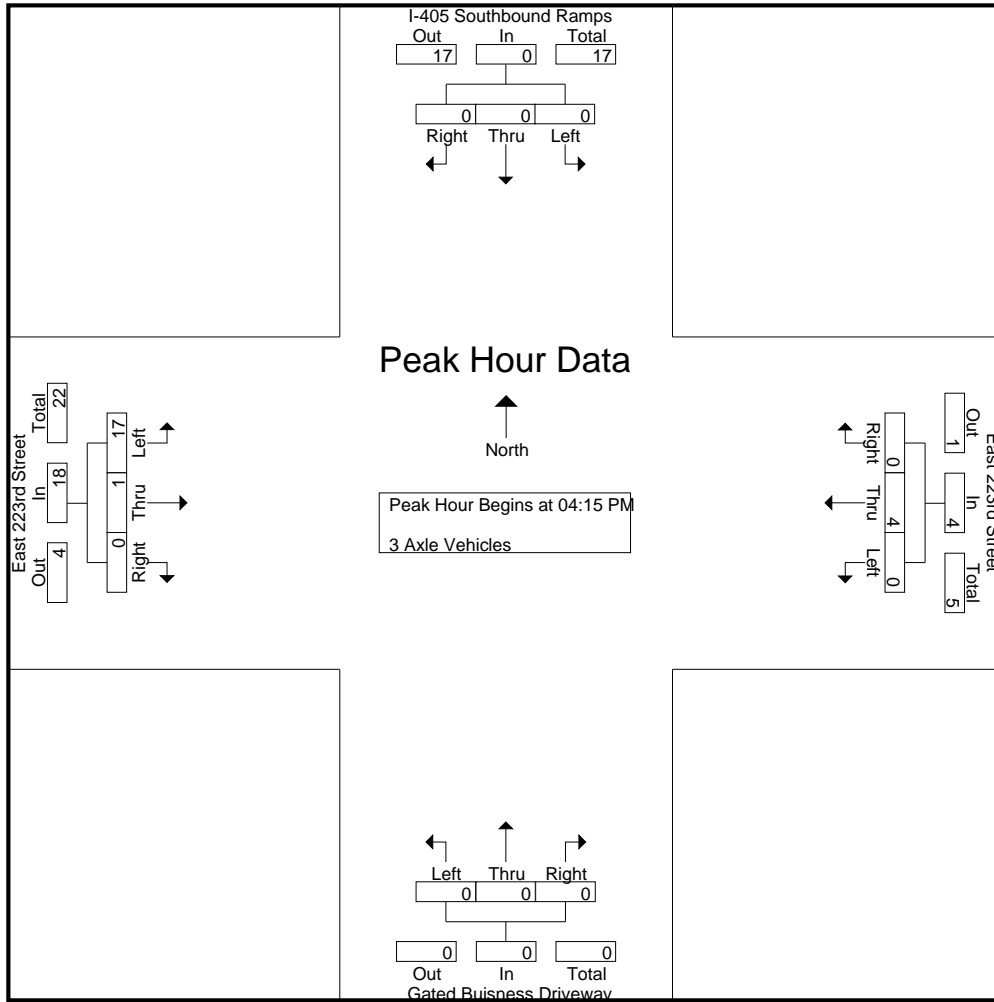 I-405 Southbound Ramps
Out In Total
17 0 17
0 0 0
Right Thru Left
Peak Hour Data
North
Peak Hour Begins at 04:15 PM
3 Axle Vehicles
East 223rd Street
Out In Total
4 18 22
17 1 0
Left Thru Right
East 223rd Street
Out In Total
1 4 5
0 4 0
Right Thru Left
Left Thru Right
0 0 0
0 0 0
Out In Total
Gated Buisness Driveway